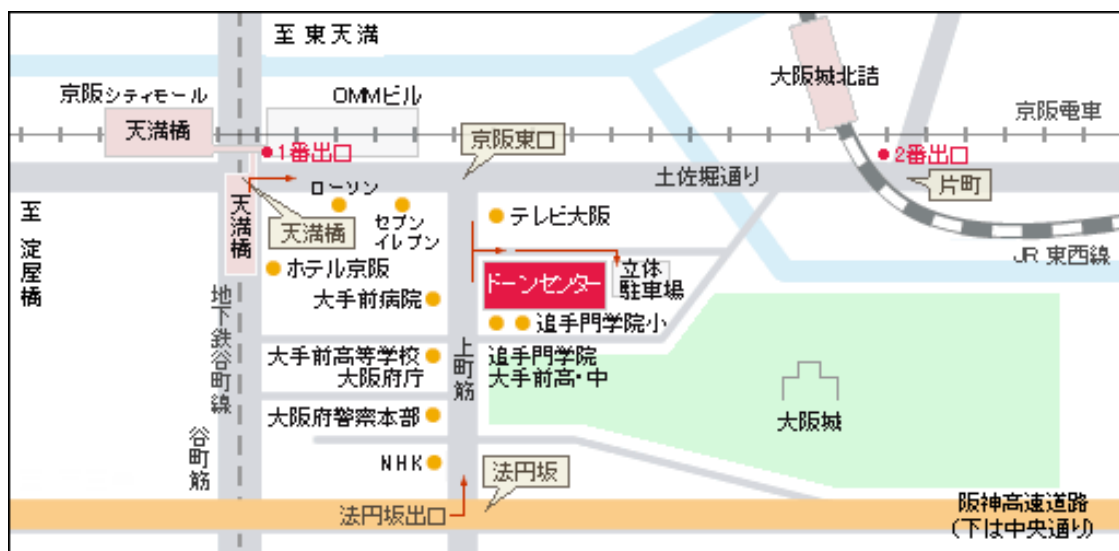 至 東天満
京阪シティモール
OMMビル
大阪城北詰
天満橋
京阪電車
1番出口
京阪東口
2番出口
土佐堀通り
片町
ローソン
天満橋
天満橋
セブン
イレブン
テレビ大阪
至 淀屋橋
JR 東西線
ホテル京阪
ドーンセンター
立体
駐車場
大手前病院
追手門学院小
地下鉄谷町線
上町筋
大手前高等学校
大阪府庁
追手門学院
大手前高・中
大阪城
大阪府警察本部
谷町筋
NHK
法円坂
法円坂出口
阪神高速道路
(下は中央通り)